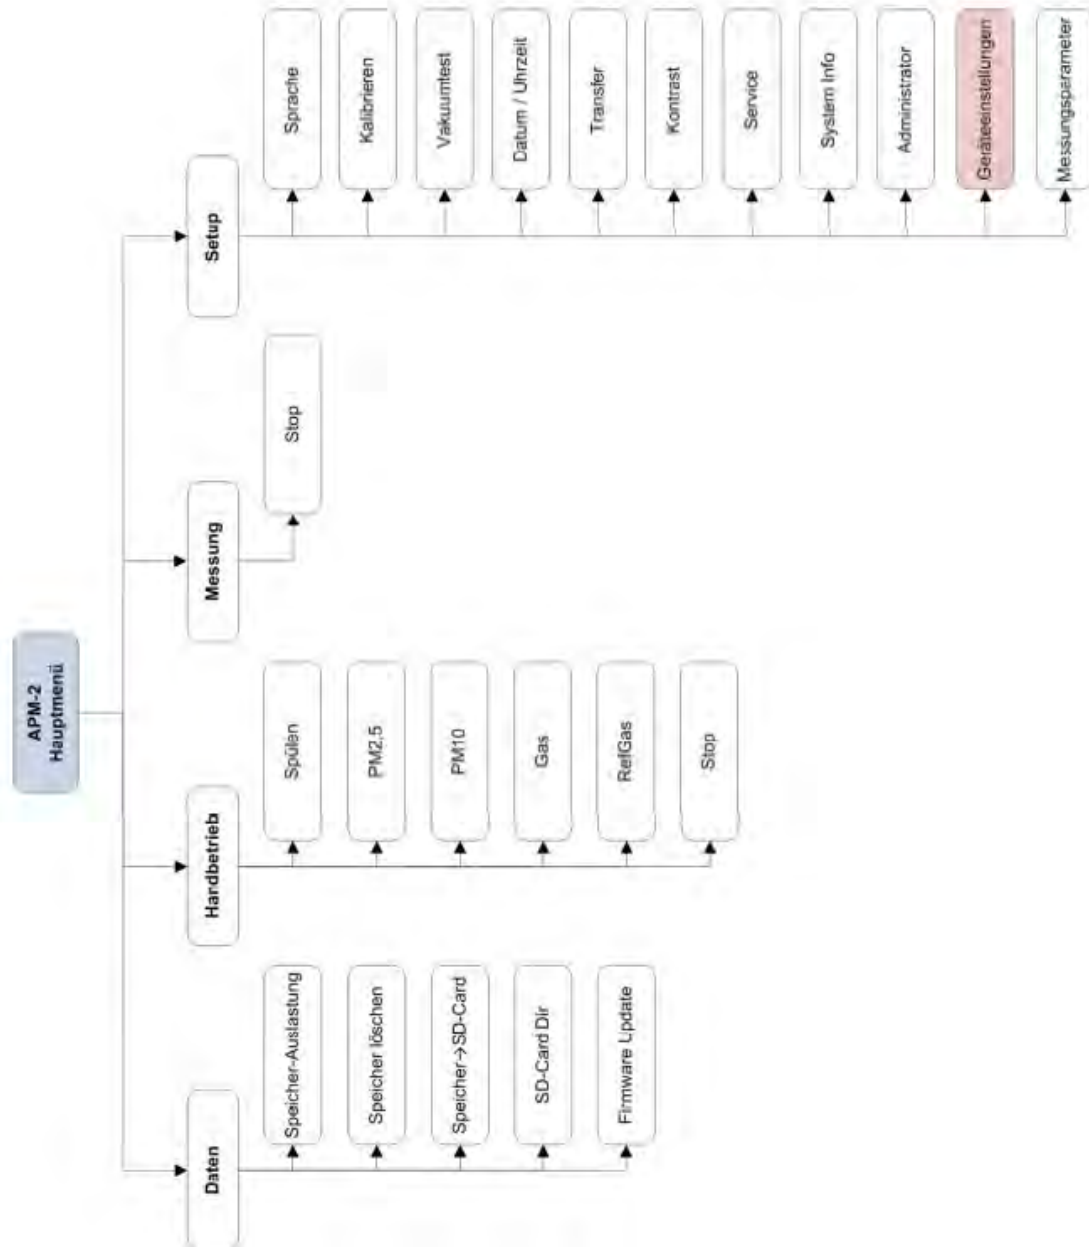 APM-2
Hauptmenü
Daten
Speicher-Auslastung
Speicher löschen
Speicher→SD-Card
SD-Card Dir
Firmware Update
Handbetrieb
Spülen
PM2,5
PM10
Gas
RefGas
Stop
Messung
Stop
Setup
Sprache
Kalibrieren
Vakuumtest
Datum / Uhrzeit
Transfer
Kontrast
Service
System Info
Administrator
Geräteeinstellungen
Messungsparameter